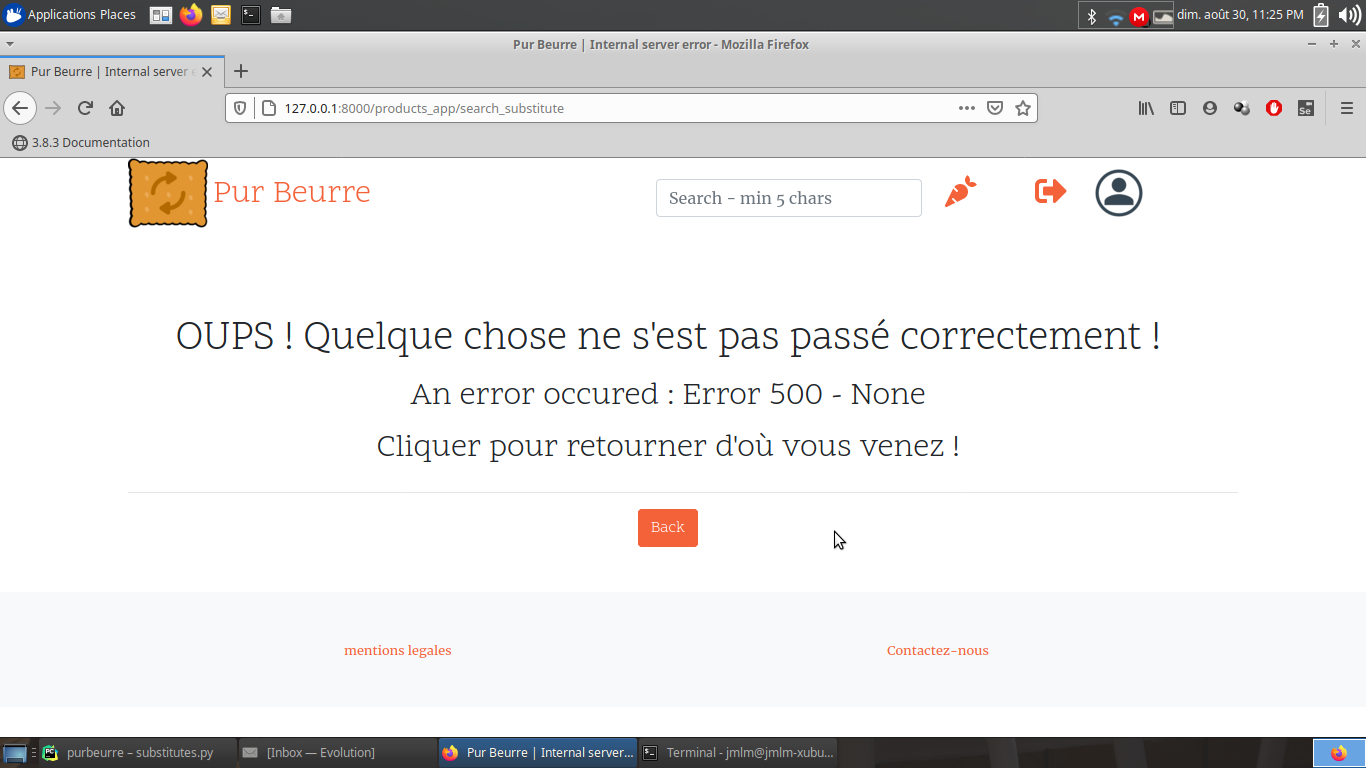 Applications Places
dim. août 30, 11:25 PM
Pur Beurre | Internal server error - Mozilla Firefox
Pur Beurre | Internal server e
127.0.0.1:8000/products_app/search_substitute
Se
3.8.3 Documentation
Pur Beurre
Search - min 5 chars
OUPS ! Quelque chose ne s'est pas passé correctement !
An error occured : Error 500 - None
Cliquer pour retourner d'où vous venez !
Back
mentions legales
Contactez-nous
PC
purbeurre – substitutes.py
[Inbox — Evolution]
Pur Beurre | Internal server...
Terminal - jmlm@jmlm-xubu...